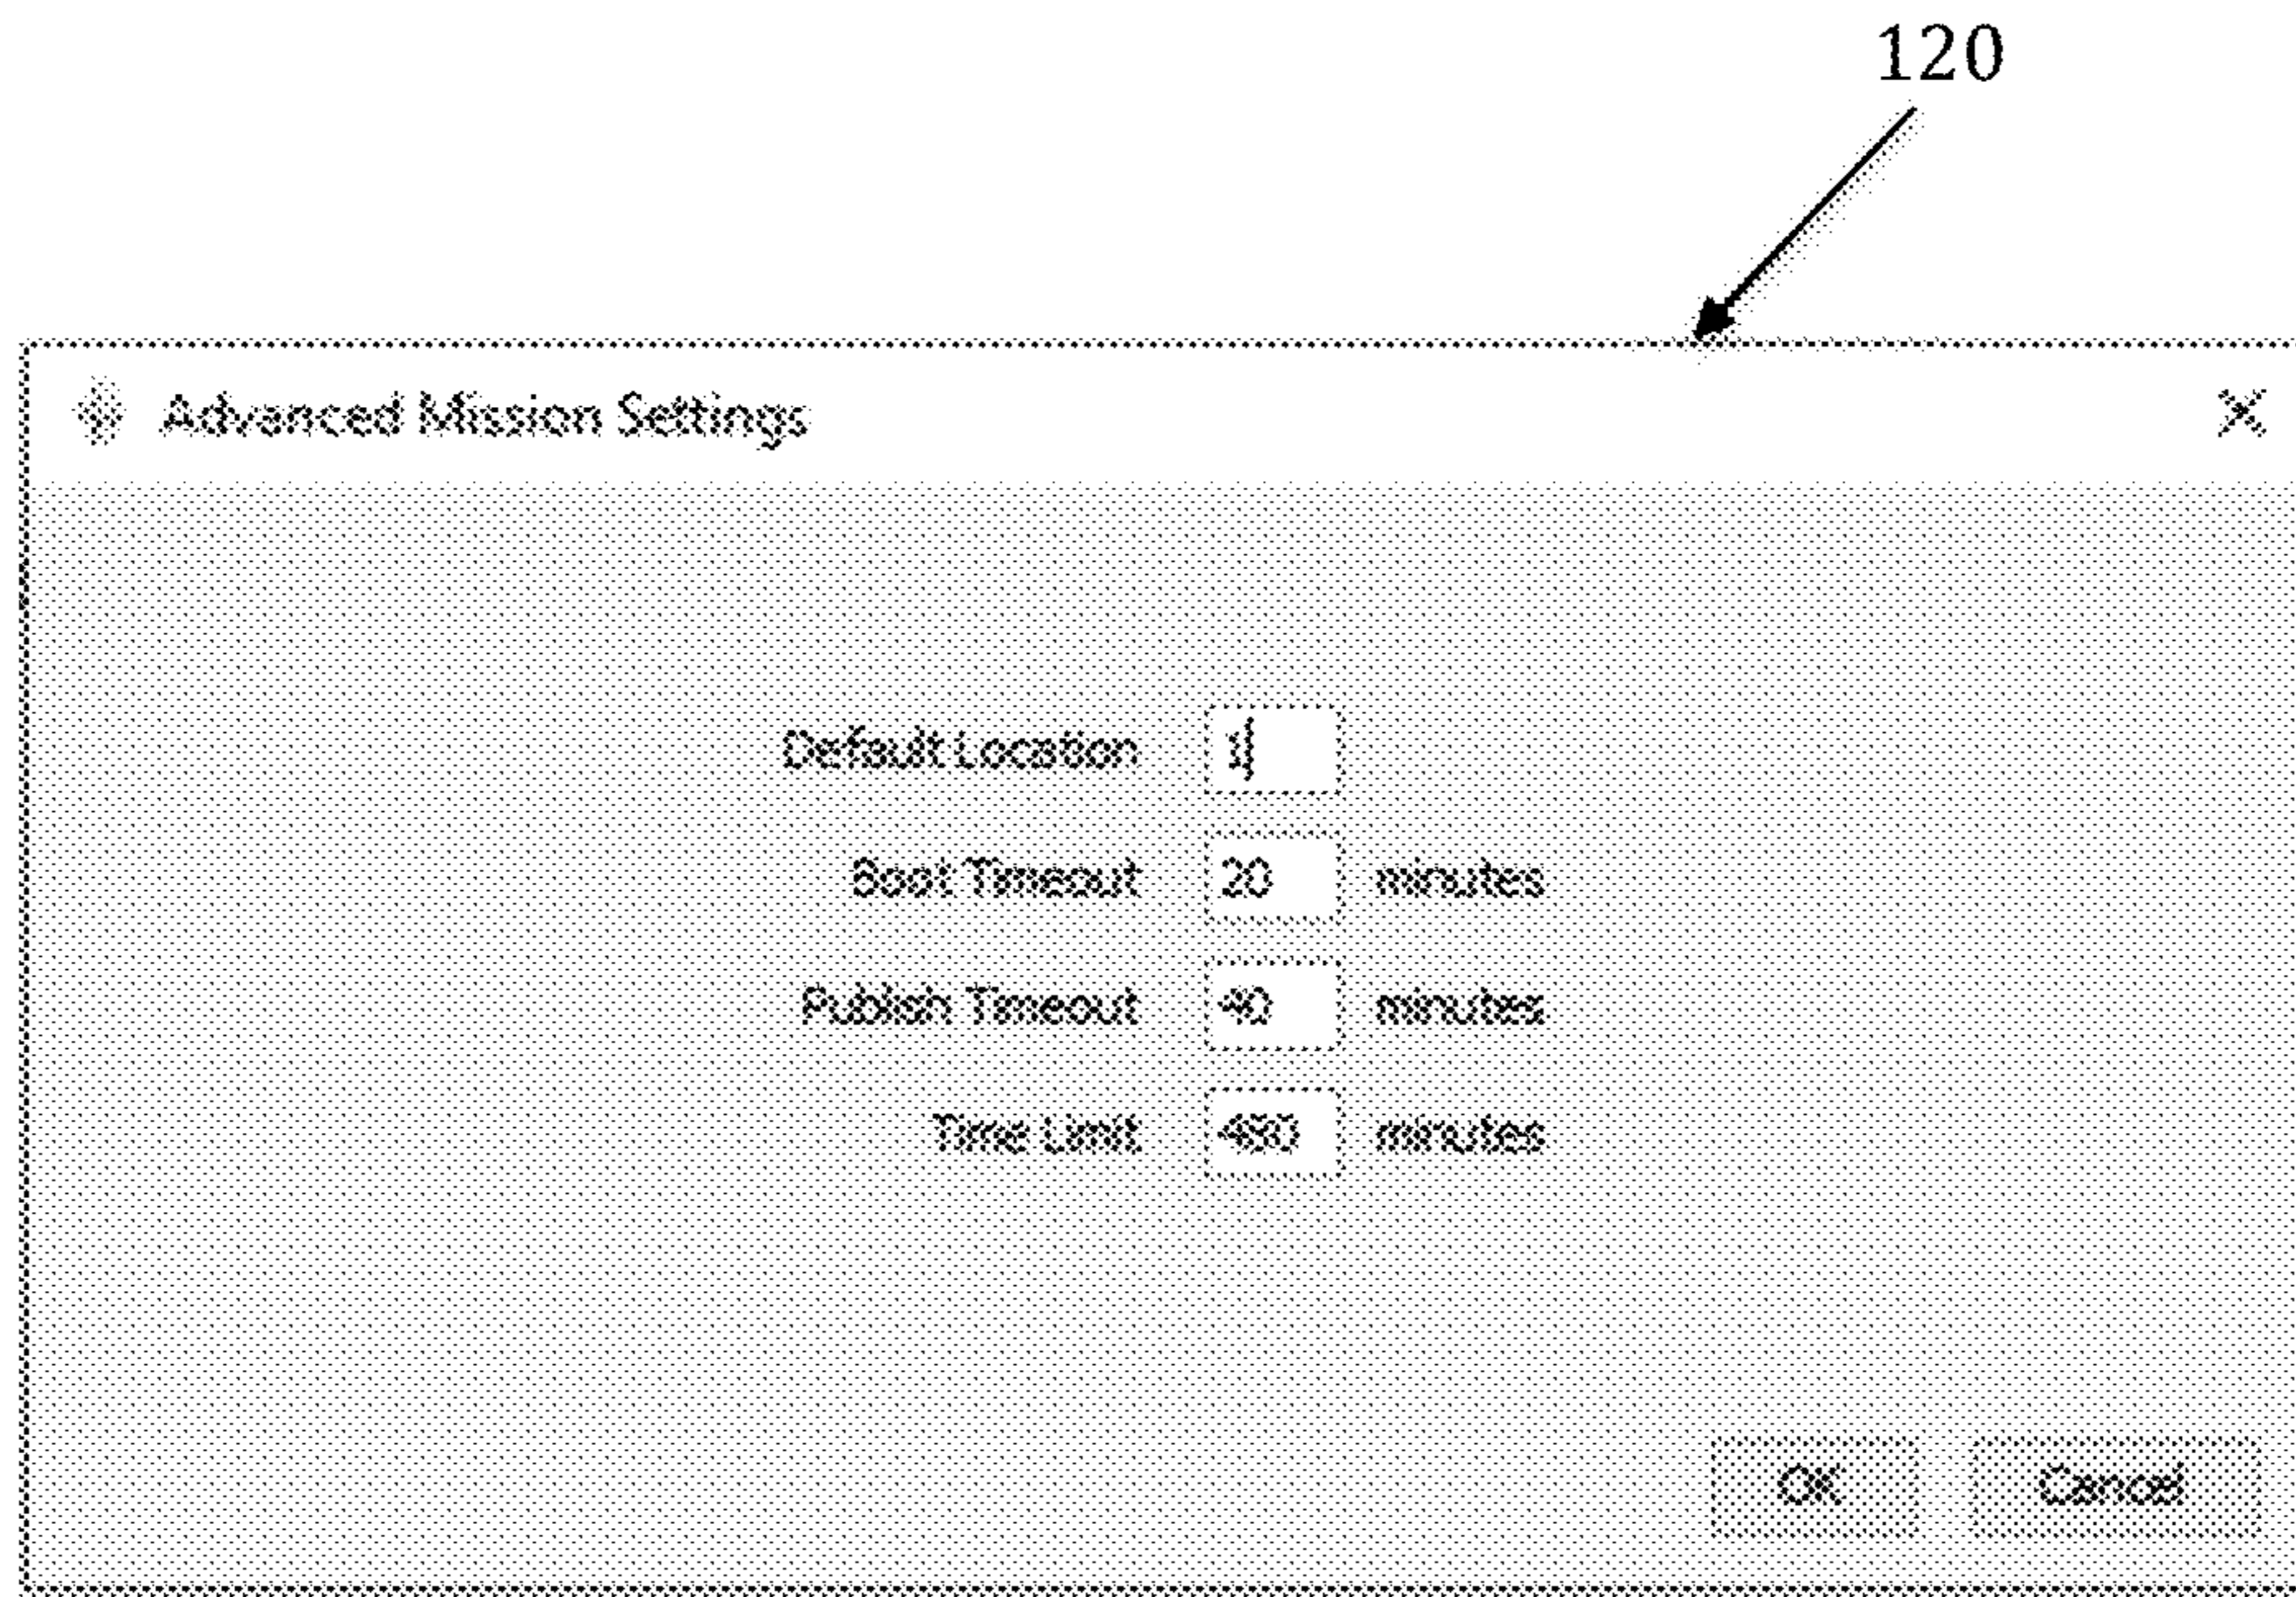 120
Advanced Mission Settings
Default Location 1
Boot Timeout 20 minutes
Publish Timeout 40 minutes
Time Limit 480 minutes
OK Cancel